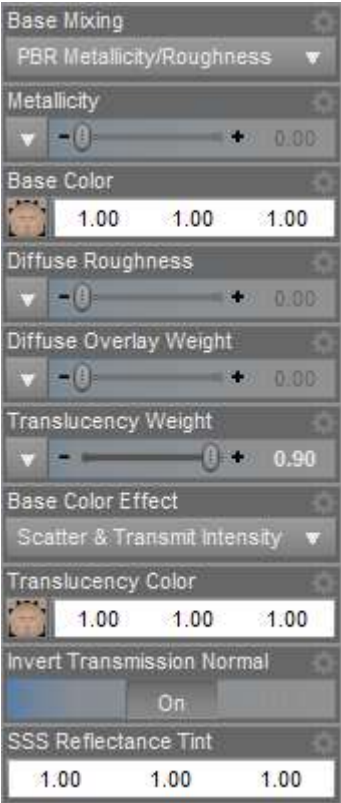 Base Mixing
PBR Metallicity/Roughness
Metallicity
- + 0.00
Base Color
1.00 1.00 1.00
Diffuse Roughness
- + 0.00
Diffuse Overlay Weight
- + 0.00
Translucency Weight
- + 0.90
Base Color Effect
Scatter & Transmit Intensity
Translucency Color
1.00 1.00 1.00
Invert Transmission Normal
On
SSS Reflectance Tint
1.00 1.00 1.00